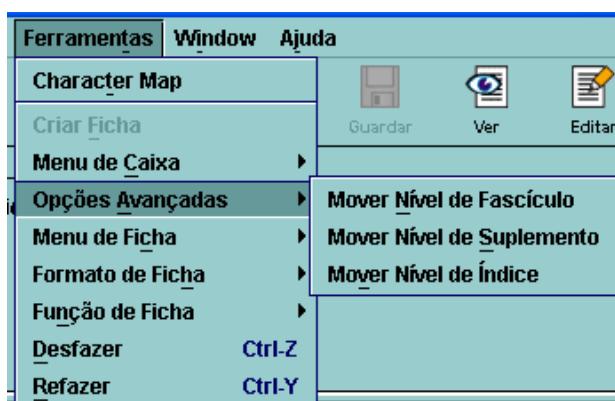 Ferramentas Window Ajuda
Character Map
Criar Ficha
Menu de Caixa
Opções Avançadas
Menu de Ficha
Formato de Ficha
Função de Ficha
Desfazer Ctrl-Z
Refazer Ctrl-Y
Guardar Ver Editar
Mover Nível de Fascículo
Mover Nível de Suplemento
Mover Nível de Índice